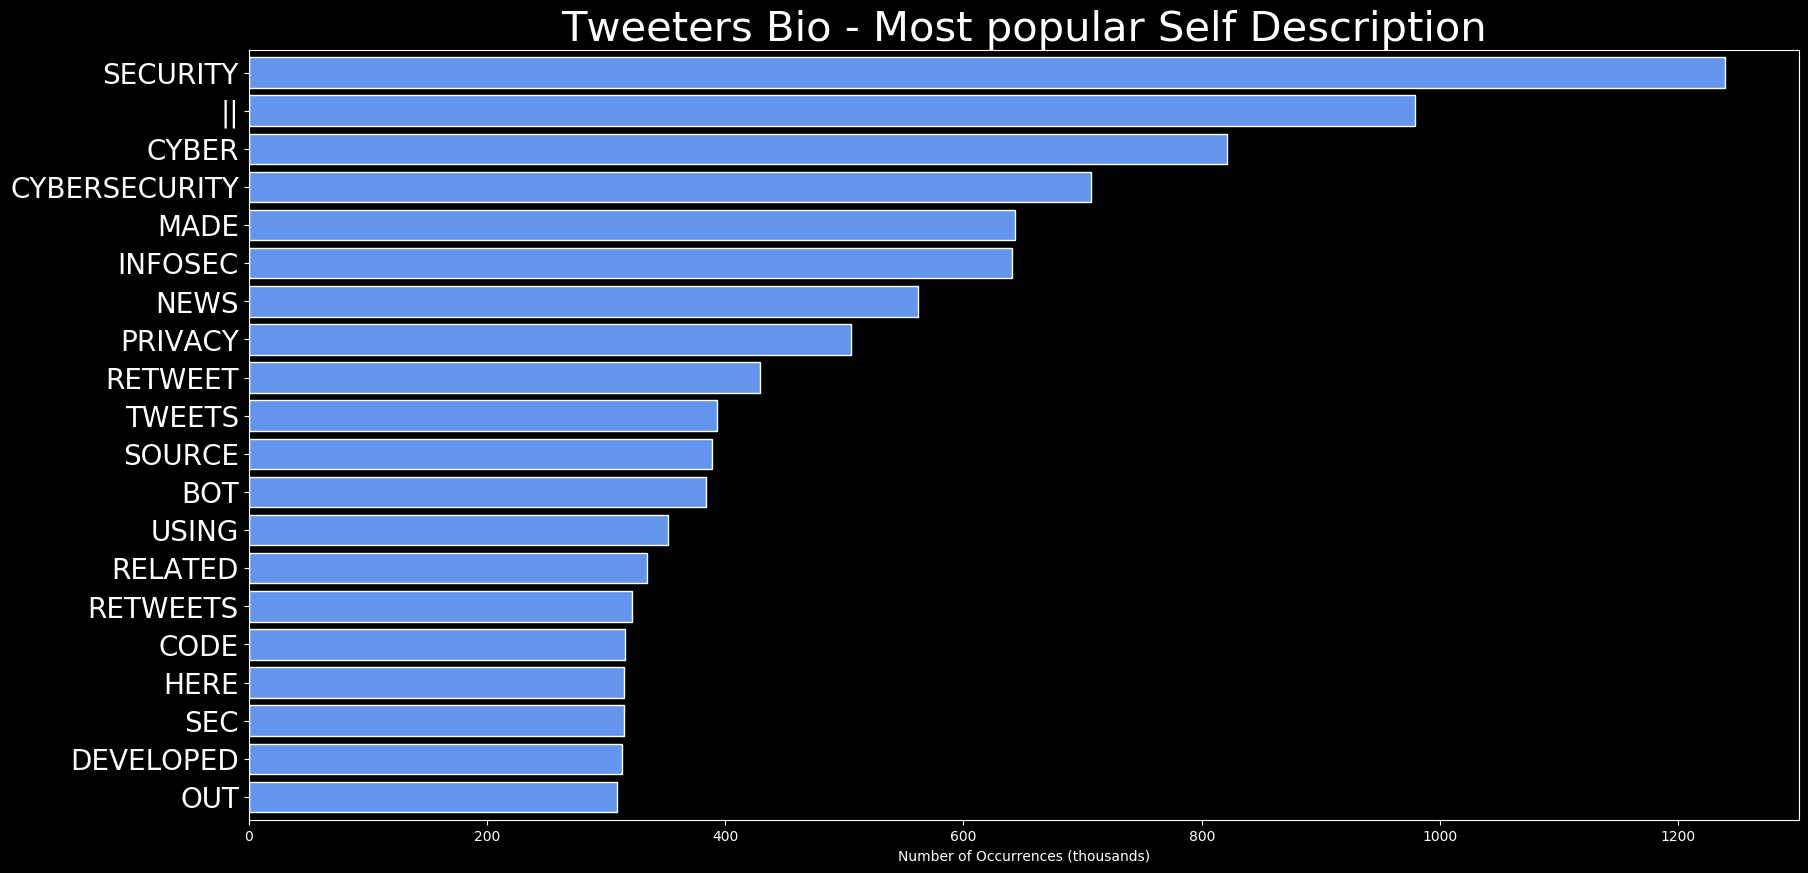 Tweeters Bio - Most popular Self Description
SECURITY
||
CYBER
CYBERSECURITY
MADE
INFOSEC
NEWS
PRIVACY
RETWEET
TWEETS
SOURCE
BOT
USING
RELATED
RETWEETS
CODE
HERE
SEC
DEVELOPED
OUT
0 200 400 600 800 1000 1200
Number of Occurrences (thousands)